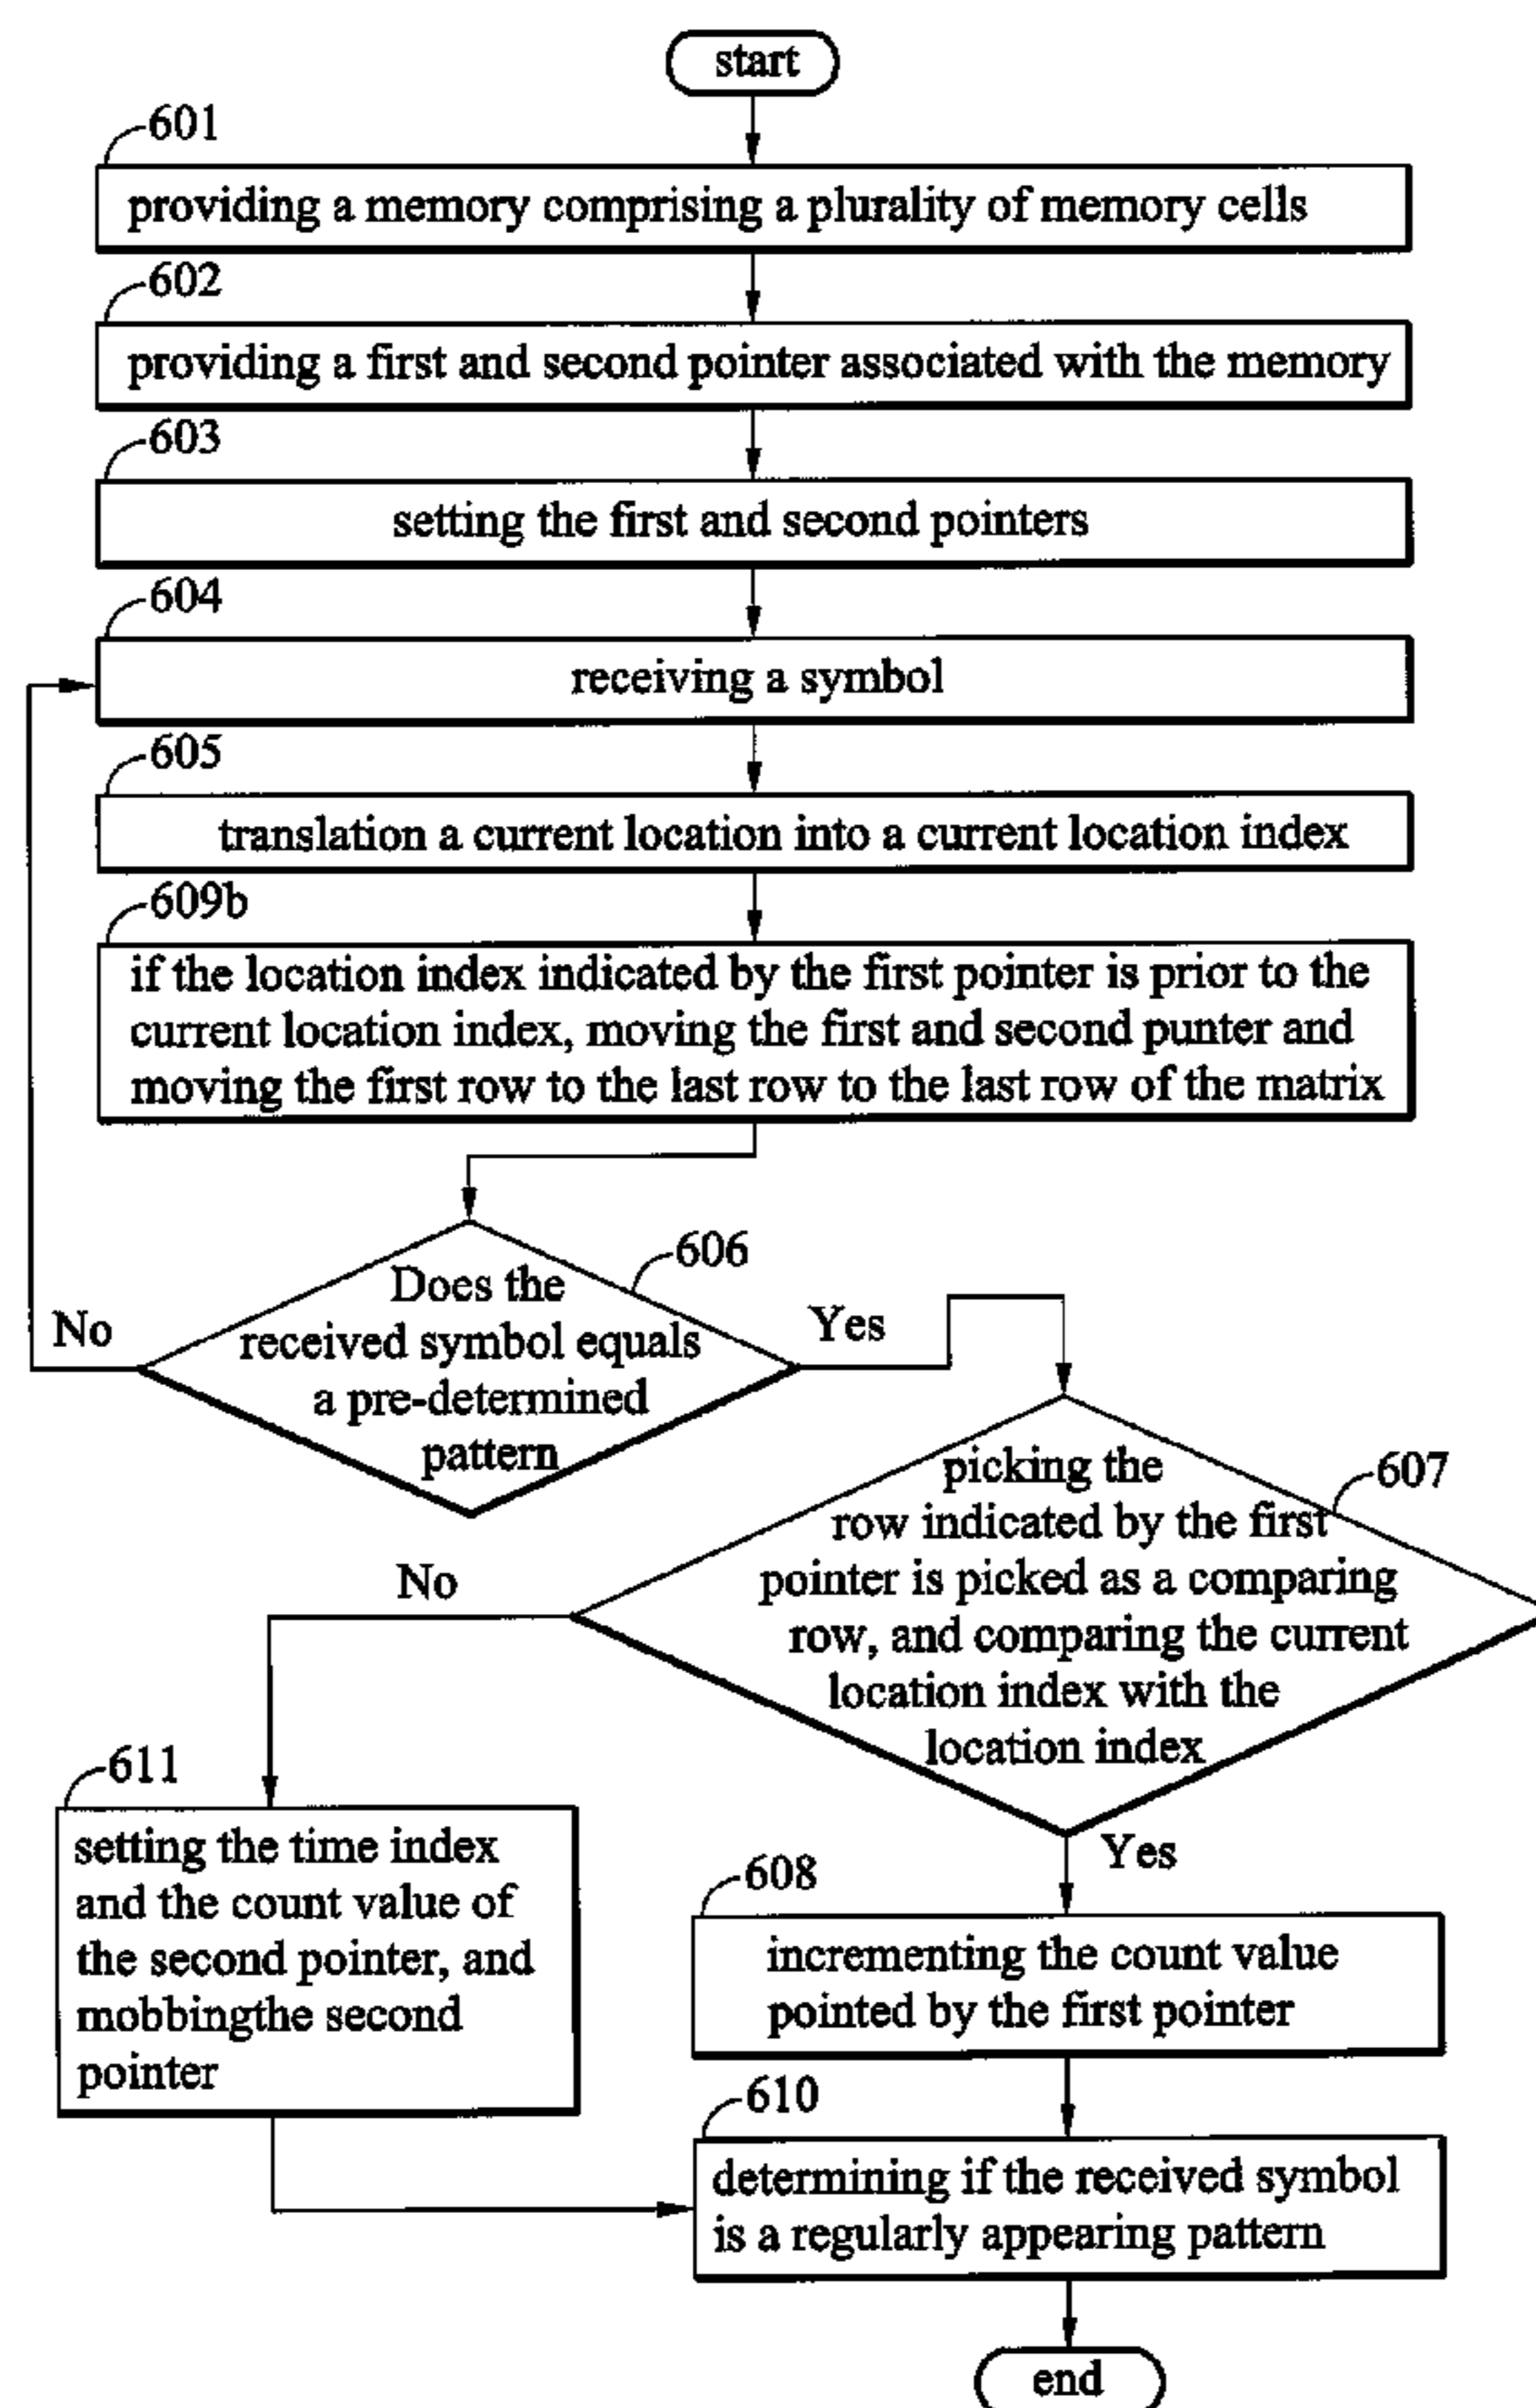 start
601
providing a memory comprising a plurality of memory cells
602
providing a first and second pointer associated with the memory
603
setting the first and second pointers
604
receiving a symbol
605
translation a current location into a current location index
609b
if the location index indicated by the first pointer is prior to the
current location index, moving the first and second punter and
moving the first row to the last row to the last row of the matrix
606
Does the
received symbol equals
a pre-determined
pattern
No
Yes
607
picking the
row indicated by the first
pointer is picked as a comparing
row, and comparing the current
location index with the
location index
No
Yes
611
setting the time index
and the count value of
the second pointer, and
mobbingthe second
pointer
608
incrementing the count value
pointed by the first pointer
610
determining if the received symbol
is a regularly appearing pattern
end